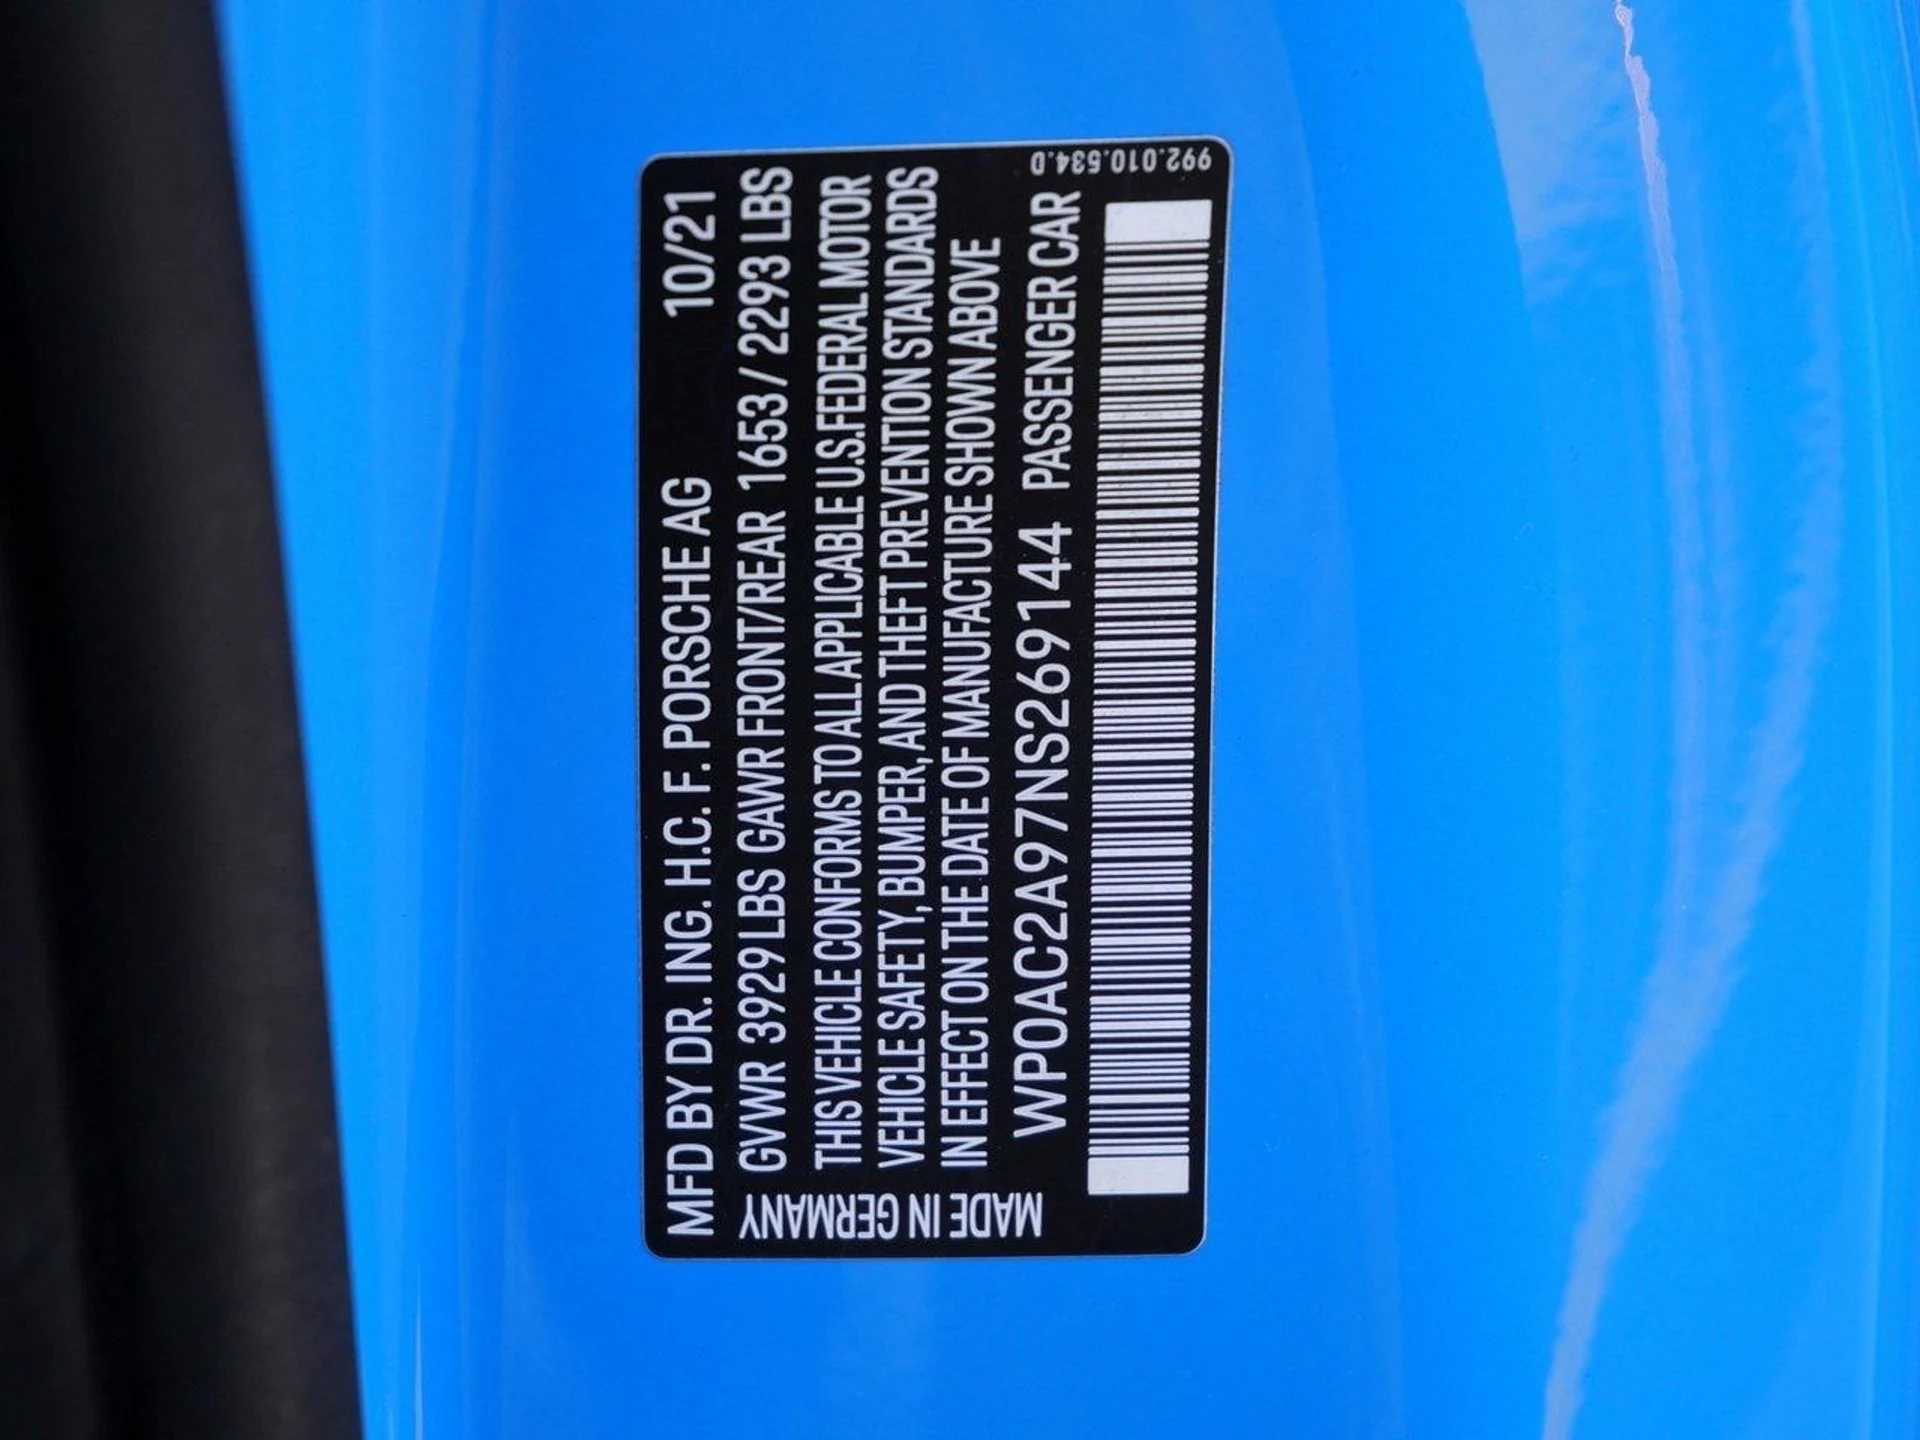 MFD BY DR. ING. H.C. F. PORSCHE AG 10/21
GVWR 3929 LBS GAWR FRONT/REAR 1653 / 2293 LBS
THIS VEHICLE CONFORMS TO ALL APPLICABLE U.S.FEDERAL MOTOR
VEHICLE SAFETY, BUMPER, AND THEFT PREVENTION STANDARDS
IN EFFECT ON THE DATE OF MANUFACTURE SHOWN ABOVE
WP0AC2A97NS269144 PASSENGER CAR
MADE IN GERMANY
992.010.534.D